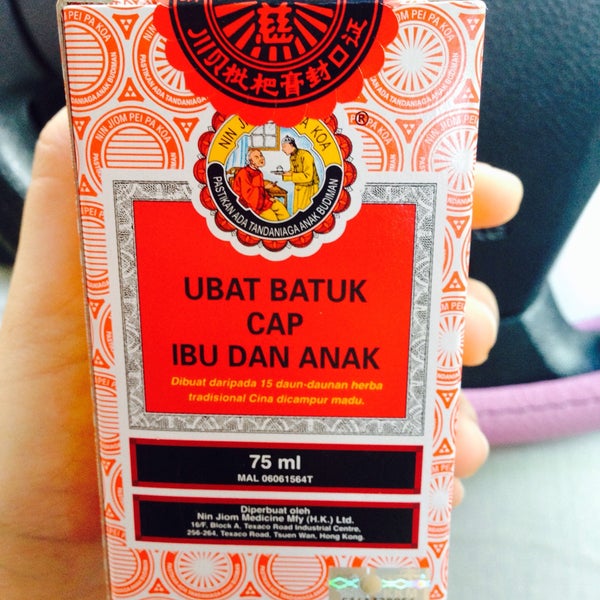 川贝枇杷膏封口证
NIN JIOM PEI PA KOA
PASTIKAN ADA TANDANIAGA ANAK BUDIMAN
®
UBAT BATUK
CAP
IBU DAN ANAK
Dibuat daripada 15 daun-daunan herba
tradisional Cina dicampur madu.
75 ml
MAL 06061564T
Diperbuat oleh
Nin Jiom Medicine Mfy (H.K.) Ltd.
16/F, Block A, Texaco Road Industrial Centre,
256-264, Texaco Road, Tsuen Wan, Hong Kong.